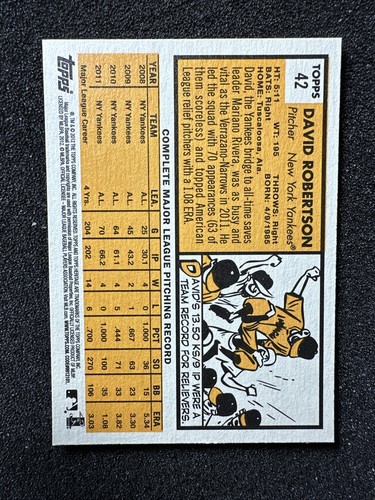 TOPPS
42
DAVID ROBERTSON
Pitcher New York Yankees®
HT: 5:11 WT: 195 THROWS: Right
BATS: Right BORN: 4/9/1985
HOME: Tuscaloosa, Ala.
David, the Yankees bridge to all-time saves
leader Mariano Rivera, was as busy and
vital as the Verrazano-Narrows in 2011. He
led the squad in appearances (63 of
them scoreless) and topped American
League relief pitchers with a 1.08 ERA.
DAVID'S 13.50 K'S/9 IP WERE A
TEAM RECORD FOR RELIEVERS.
COMPLETE MAJOR LEAGUE PITCHING RECORD
YEAR TEAM LEA. G IP W L PCT SO BB ERA
2008 NY Yankees A.L. 25 30.1 4 0 1.000 36 15 5.34
2009 NY Yankees A.L. 45 43.2 2 1 .667 63 23 3.30
2010 NY Yankees A.L. 64 61.1 4 5 .444 71 33 3.82
2011 NY Yankees A.L. 70 66.2 4 0 1.000 100 35 1.08
Major League Career 4 Yrs. 204 202 14 6 .700 270 106 3.03
Topps